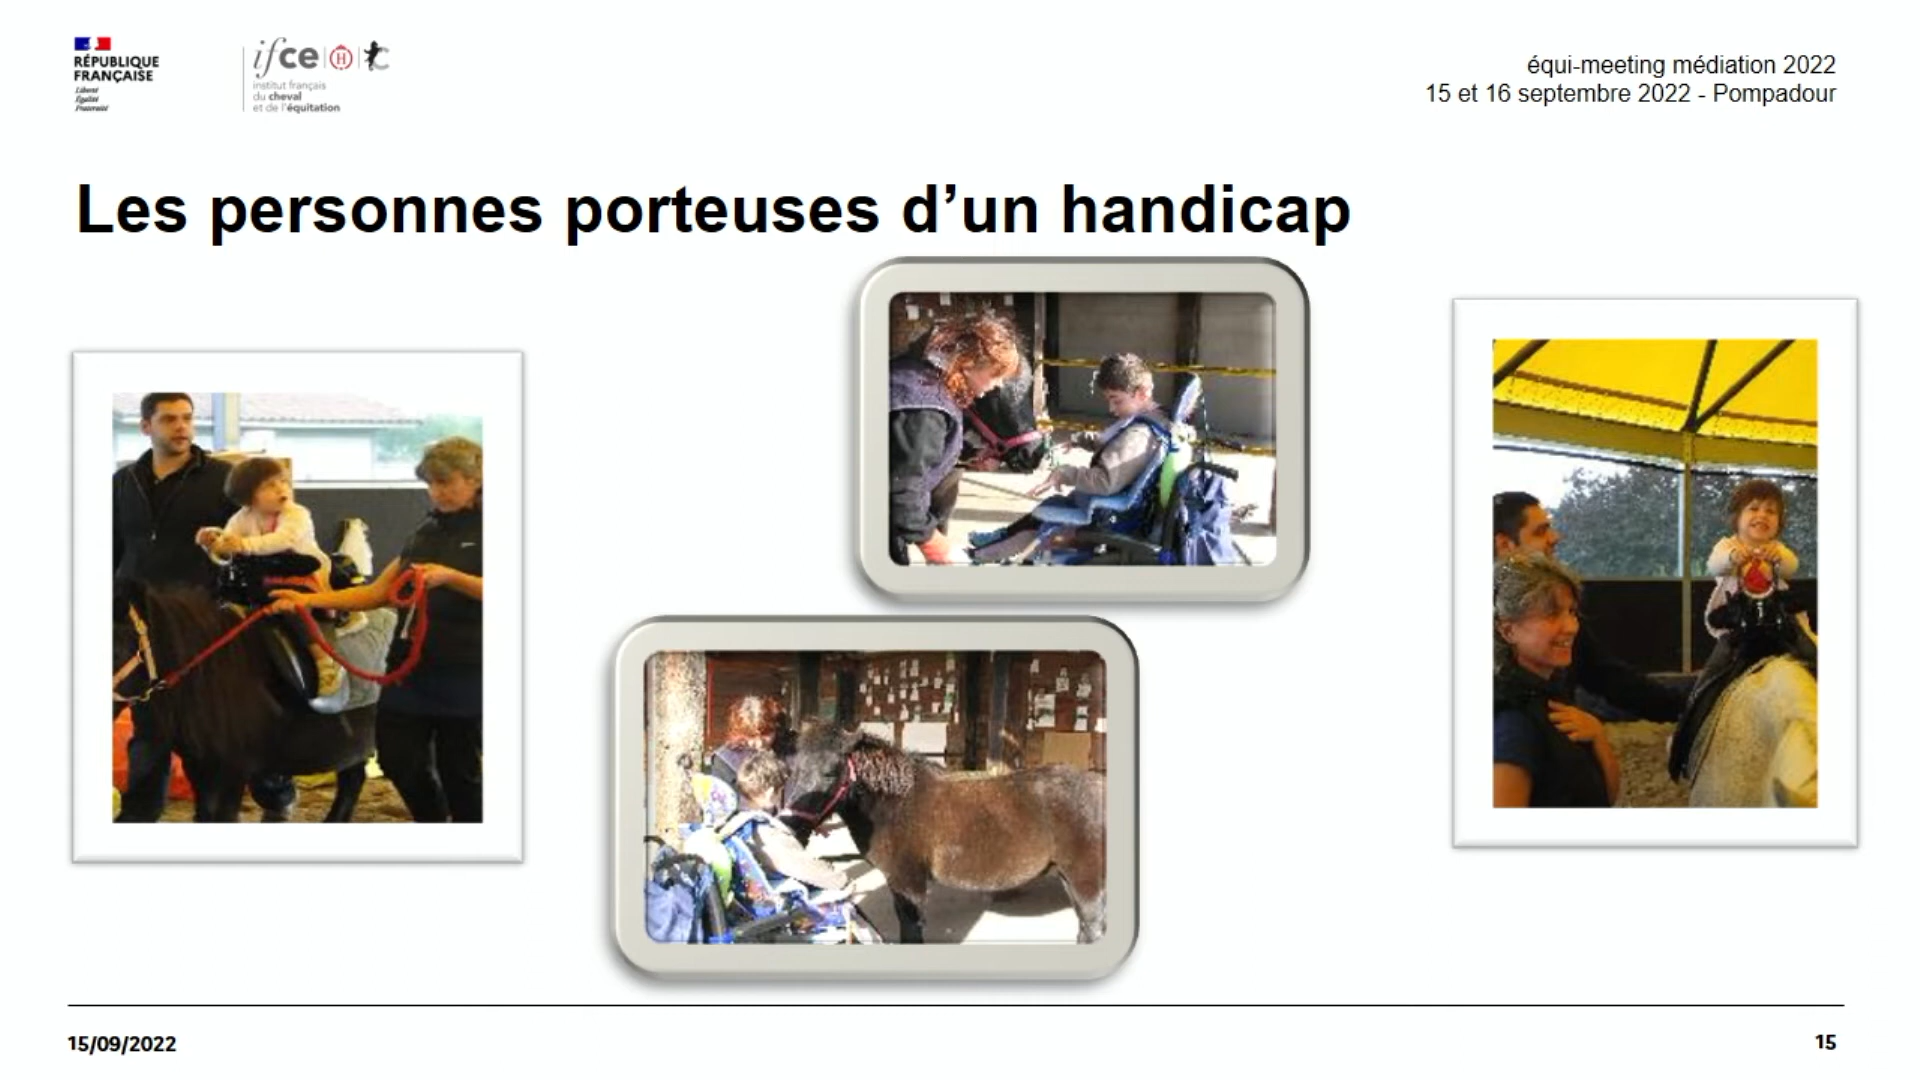 RÉPUBLIQUE
FRANÇAISE
Liberté
Égalité
Fraternité
ifce
institut français
du cheval
et de l'équitation
équi-meeting médiation 2022
15 et 16 septembre 2022 - Pompadour
Les personnes porteuses d’un handicap
15/09/2022
15